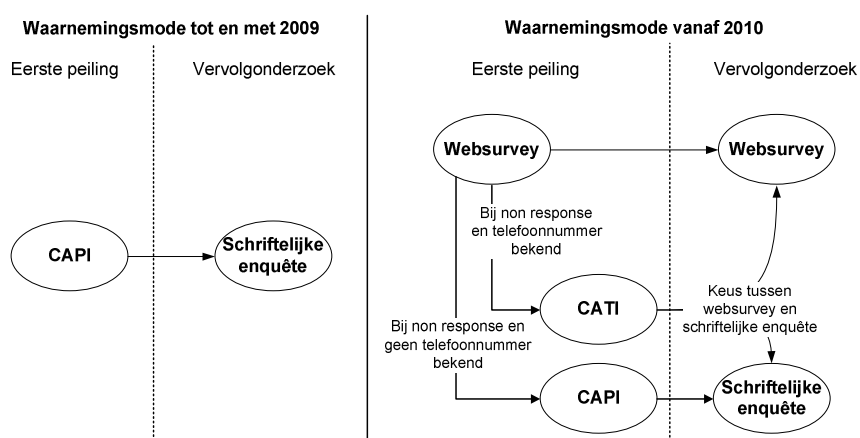 Waarnemingsmode tot en met 2009
Eerste peiling
Vervolgonderzoek
CAPI
Schriftelijke
enquête
Waarnemingsmode vanaf 2010
Eerste peiling
Vervolgonderzoek
Websurvey
Websurvey
Bij non response
en telefoonnummer
bekend
CATI
Keus tussen
websurvey en
schriftelijke enquête
Bij non response en
geen telefoonnummer
bekend
CAPI
Schriftelijke
enquête